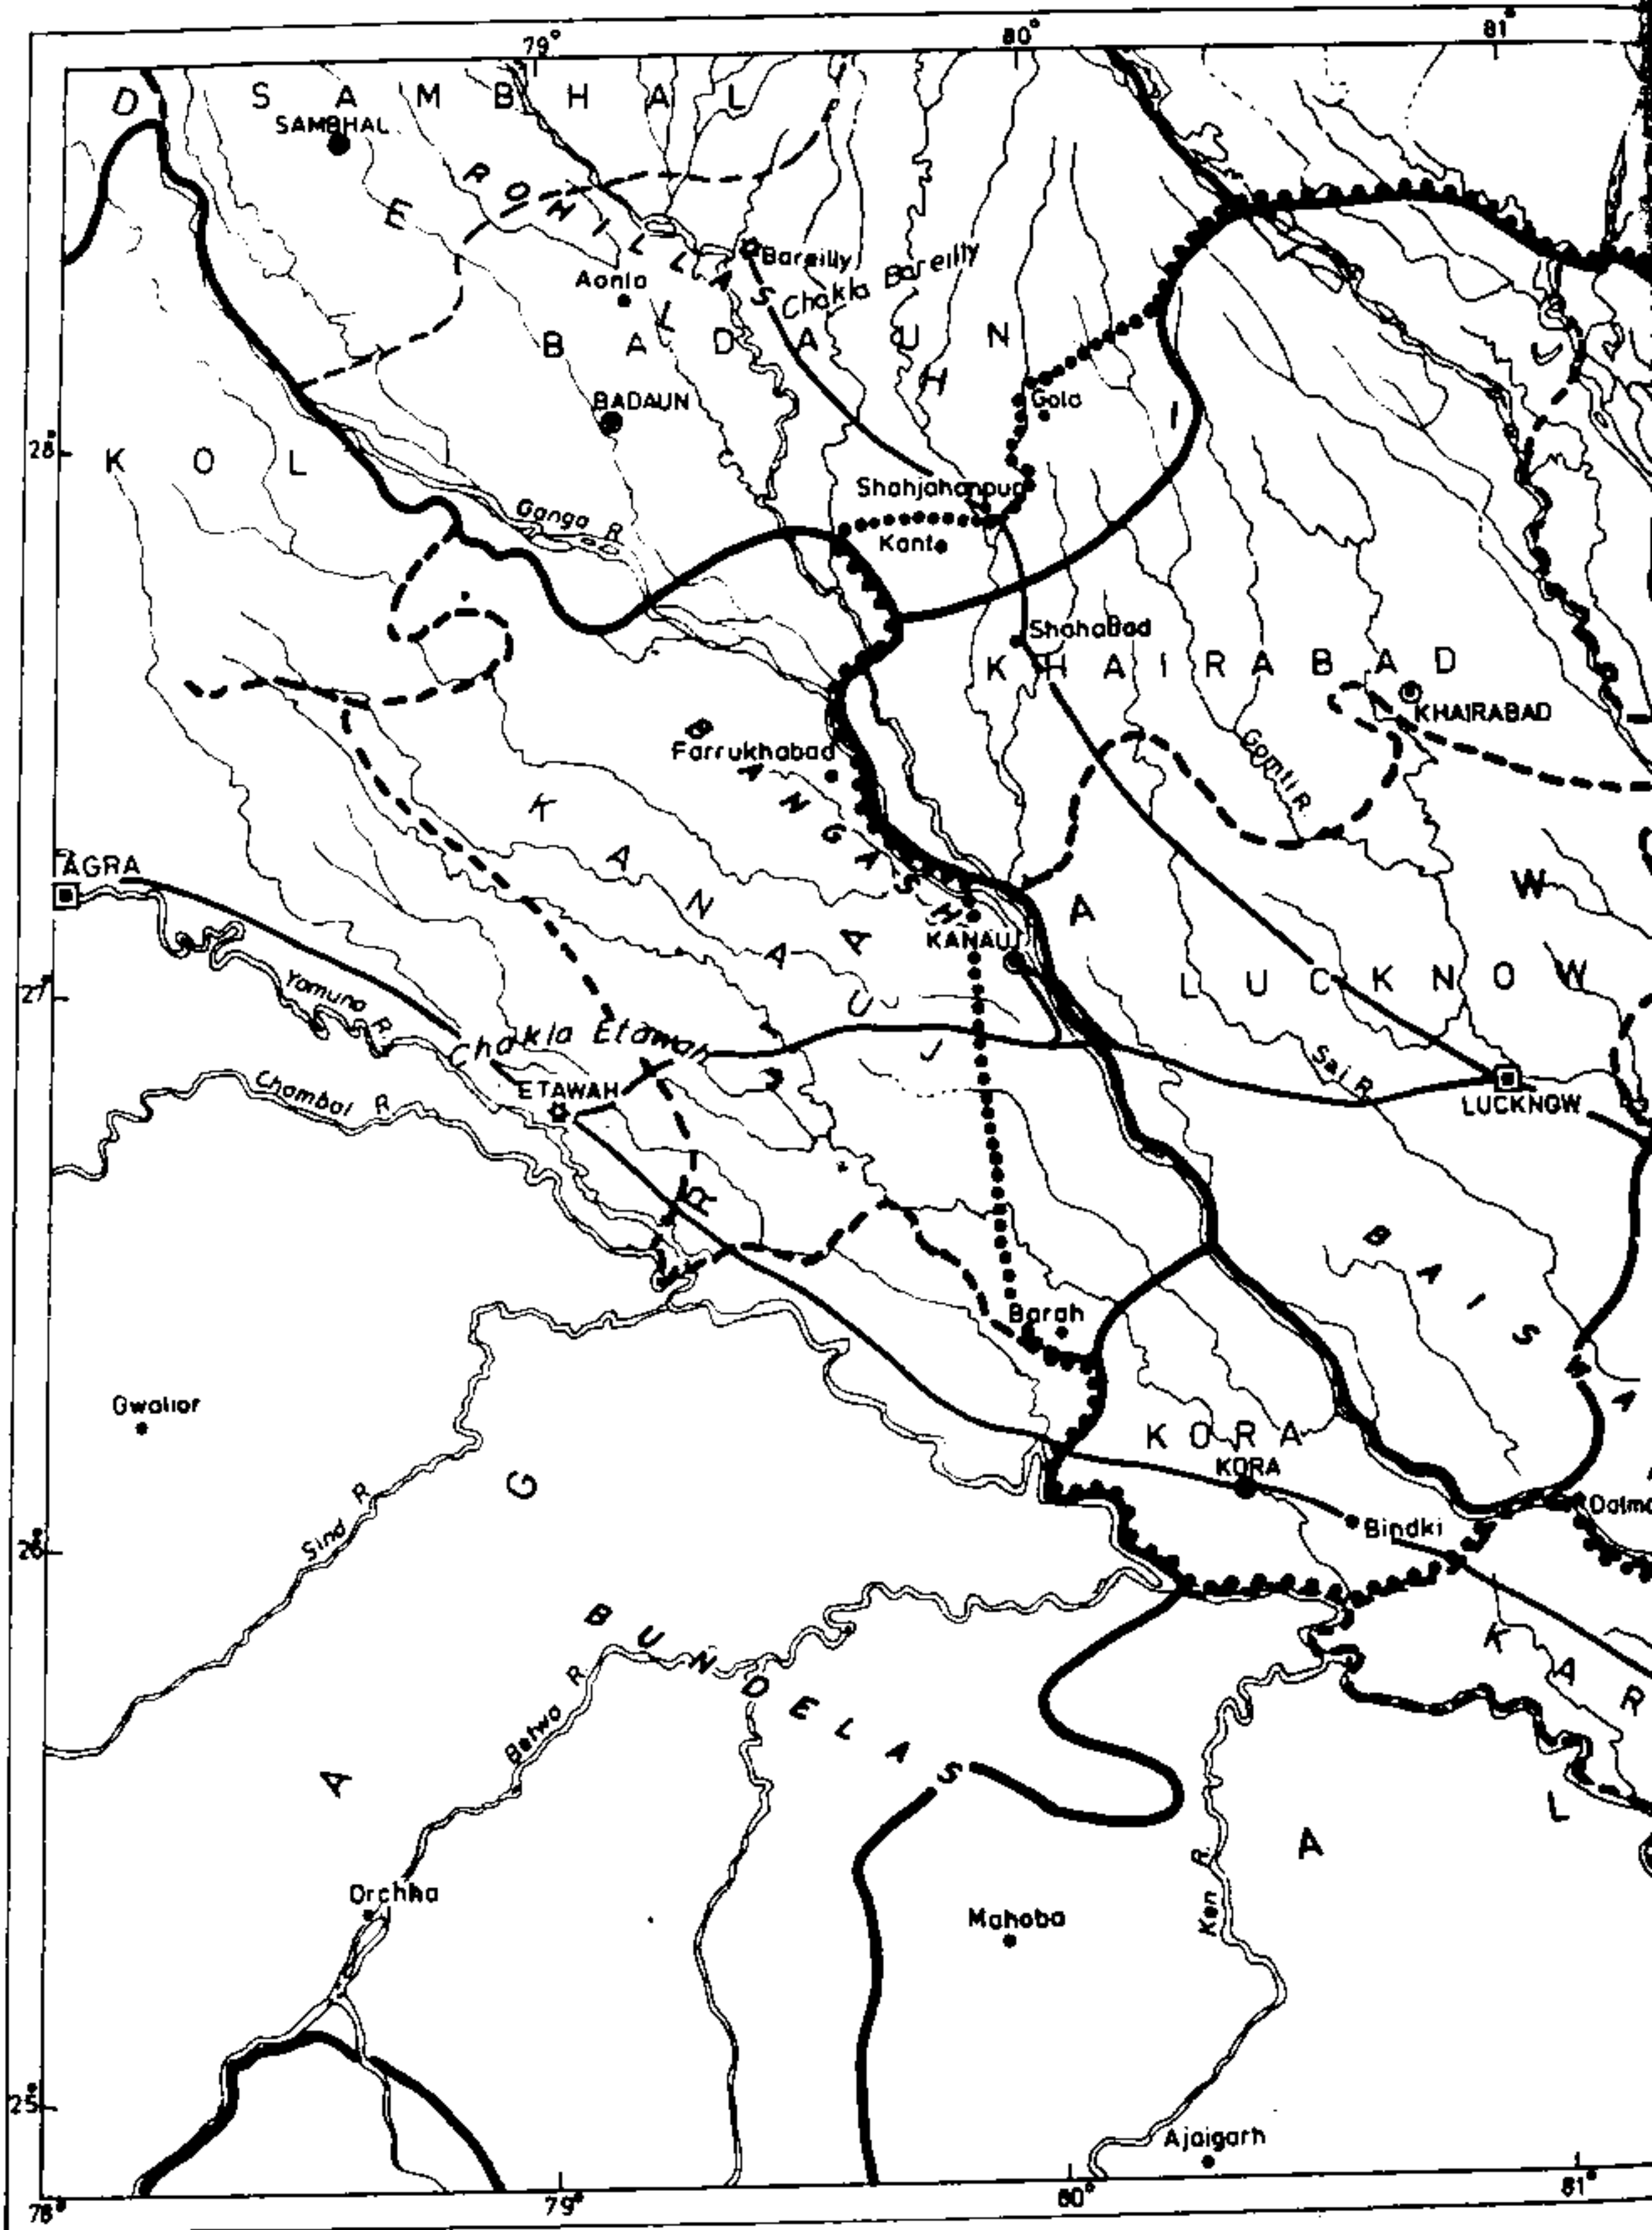 79° 80° 81°
D
S A M B H A L
SAMBHAL
E
R O H I L L A S
Bareilly
Chakla Bareilly
Aonla
L
B A D A U N
H
Gola
I
BADAUN
28°
K O L
Shahjahanpur
Ganga R
Kant
Shahabad
K H A I R A B A D
KHAIRABAD
Gomti R
Farrukhabad
B A N G A S H
K A N A U J
AGRA
W
A
A
KANAUJ
27°
Yamuna R.
L U C K N O W
Chakla Etawah
Sai R
Chambal R
ETAWAH
LUCKNOW
R
B A I S W A
Barah
Gwalior
K O R A
KORA
G
Dalma
Sind R
26°
Bindki
B U N D E L A S
K A R
Betwa R
A
L
A
Ken R
Orchha
Mahoba
25°
Ajaigarh
78° 79° 80° 81°